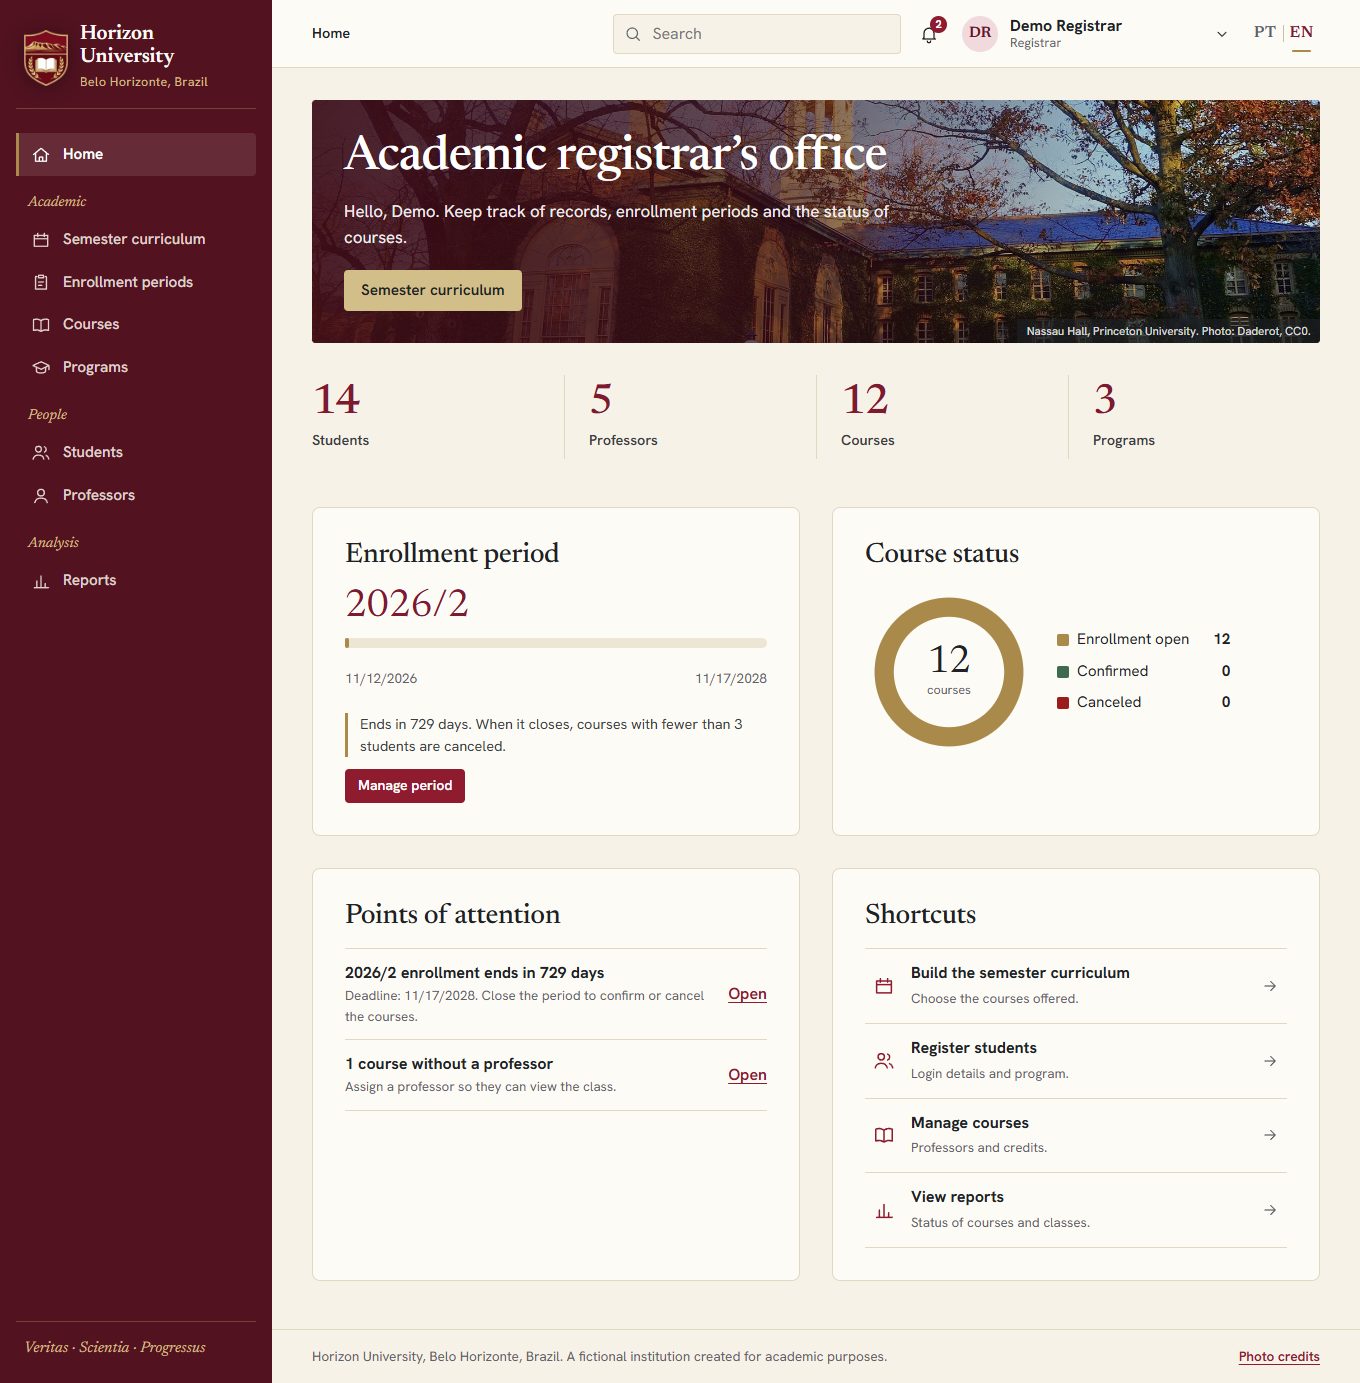 Horizon
University
Belo Horizonte, Brazil
Home
Academic
Semester curriculum
Enrollment periods
Courses
Programs
People
Students
Professors
Analysis
Reports
Veritas · Scientia · Progressus
Home
Search
2
DR
Demo Registrar
Registrar
PT
EN
Academic registrar’s office
Hello, Demo. Keep track of records, enrollment periods and the status of
courses.
Semester curriculum
Nassau Hall, Princeton University. Photo: Daderot, CC0.
14
Students
5
Professors
12
Courses
3
Programs
Enrollment period
2026/2
11/12/2026
11/17/2028
Ends in 729 days. When it closes, courses with fewer than 3
students are canceled.
Manage period
Course status
12
courses
Enrollment open 12
Confirmed 0
Canceled 0
Points of attention
2026/2 enrollment ends in 729 days
Deadline: 11/17/2028. Close the period to confirm or cancel
the courses.
Open
1 course without a professor
Assign a professor so they can view the class.
Open
Shortcuts
Build the semester curriculum
Choose the courses offered.
Register students
Login details and program.
Manage courses
Professors and credits.
View reports
Status of courses and classes.
Horizon University, Belo Horizonte, Brazil. A fictional institution created for academic purposes.
Photo credits